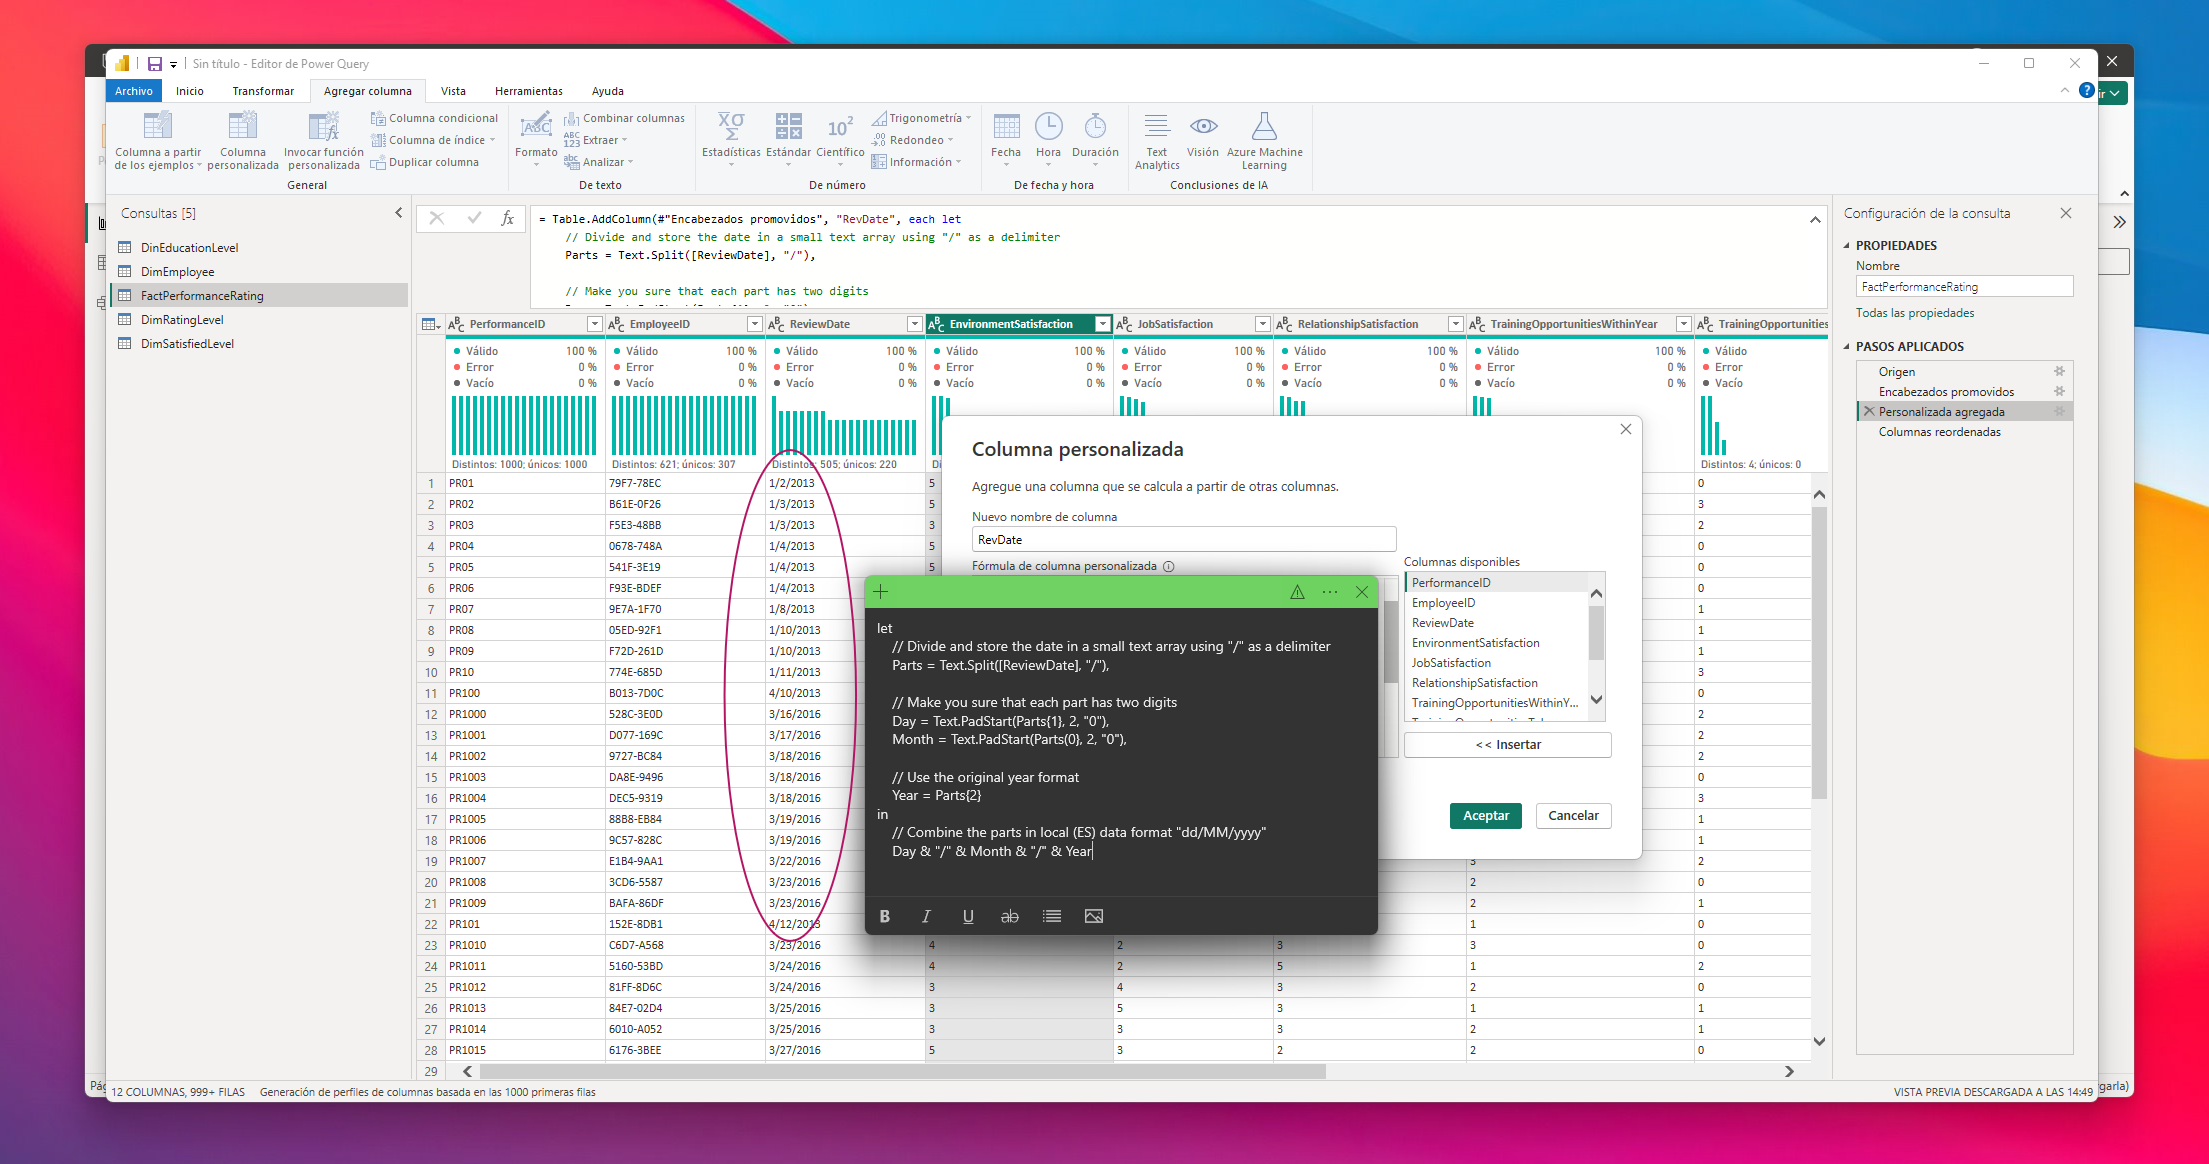 Sin título - Editor de Power Query
Archivo Inicio Transformar Agregar columna Vista Herramientas Ayuda
Columna a partir de los ejemplos
Columna personalizada
Invocar función personalizada
Columna condicional
Columna de índice
Duplicar columna
General
Formato
Combinar columnas
Extraer
Analizar
De texto
Estadísticas
Estándar
Científico
Trigonometría
Redondeo
Información
De número
Fecha
Hora
Duración
De fecha y hora
Text Analytics
Visión
Azure Machine Learning
Conclusiones de IA
Consultas [5]
DinEducationLevel
DimEmployee
FactPerformanceRating
DimRatingLevel
DimSatisfiedLevel
= Table.AddColumn(#"Encabezados promovidos", "RevDate", each let
// Divide and store the date in a small text array using "/" as a delimiter
Parts = Text.Split([ReviewDate], "/"),
// Make you sure that each part has two digits
PerformanceID EmployeeID ReviewDate EnvironmentSatisfaction JobSatisfaction RelationshipSatisfaction TrainingOpportunitiesWithinYear TrainingOpportunities
Válido 100 % Válido 100 % Válido 100 % Válido 100 % Válido 100 % Válido 100 % Válido 100 % Válido
Error 0 % Error 0 % Error 0 % Error 0 % Error 0 % Error 0 % Error 0 % Error
Vacío 0 % Vacío 0 % Vacío 0 % Vacío 0 % Vacío 0 % Vacío 0 % Vacío 0 % Vacío
Distintos: 1000; únicos: 1000 Distintos: 621; únicos: 307 Distintos: 505; únicos: 220 Di Distintos: 4; únicos: 0
1 PR01 79F7-78EC 1/2/2013 5 0
2 PR02 B61E-0F26 1/3/2013 5 3
3 PR03 F5E3-48BB 1/3/2013 3 2
4 PR04 0678-748A 1/4/2013 5 0
5 PR05 541F-3E19 1/4/2013 5 0
6 PR06 F93E-BDEF 1/4/2013 0
7 PR07 9E7A-1F70 1/8/2013 1
8 PR08 05ED-92F1 1/10/2013 1
9 PR09 F72D-261D 1/10/2013 1
10 PR10 774E-685D 1/11/2013 3
11 PR100 B013-7D0C 4/10/2013 0
12 PR1000 528C-3E0D 3/16/2016 2
13 PR1001 D077-169C 3/17/2016 2
14 PR1002 9727-BC84 3/18/2016 2
15 PR1003 DA8E-9496 3/18/2016 0
16 PR1004 DEC5-9319 3/18/2016 3
17 PR1005 88B8-EB84 3/19/2016 1
18 PR1006 9C57-828C 3/19/2016 1
19 PR1007 E1B4-9AA1 3/22/2016 3 2
20 PR1008 3CD6-5587 3/23/2016 2 0
21 PR1009 BAFA-86DF 3/23/2016 2 1
22 PR101 152E-8DB1 4/12/2013 1 0
23 PR1010 C6D7-A568 3/23/2016 4 2 3 3 0
24 PR1011 5160-53BD 3/24/2016 4 2 5 1 2
25 PR1012 81FF-8D6C 3/24/2016 3 4 3 2 0
26 PR1013 84E7-02D4 3/25/2016 3 5 3 1 1
27 PR1014 6010-A052 3/25/2016 3 3 3 2 1
28 PR1015 6176-3BEE 3/27/2016 5 3 2 2 0
29
Columna personalizada
Agregue una columna que se calcula a partir de otras columnas.
Nuevo nombre de columna
RevDate
Fórmula de columna personalizada
Columnas disponibles
PerformanceID
EmployeeID
ReviewDate
EnvironmentSatisfaction
JobSatisfaction
RelationshipSatisfaction
TrainingOpportunitiesWithinY...
<< Insertar
Aceptar Cancelar
let
// Divide and store the date in a small text array using "/" as a delimiter
Parts = Text.Split([ReviewDate], "/"),
// Make you sure that each part has two digits
Day = Text.PadStart(Parts{1}, 2, "0"),
Month = Text.PadStart(Parts{0}, 2, "0"),
// Use the original year format
Year = Parts{2}
in
// Combine the parts in local (ES) data format "dd/MM/yyyy"
Day & "/" & Month & "/" & Year
Configuración de la consulta
PROPIEDADES
Nombre
FactPerformanceRating
Todas las propiedades
PASOS APLICADOS
Origen
Encabezados promovidos
Personalizada agregada
Columnas reordenadas
12 COLUMNAS, 999+ FILAS Generación de perfiles de columnas basada en las 1000 primeras filas
VISTA PREVIA DESCARGADA A LAS 14:49
Pág
garla)